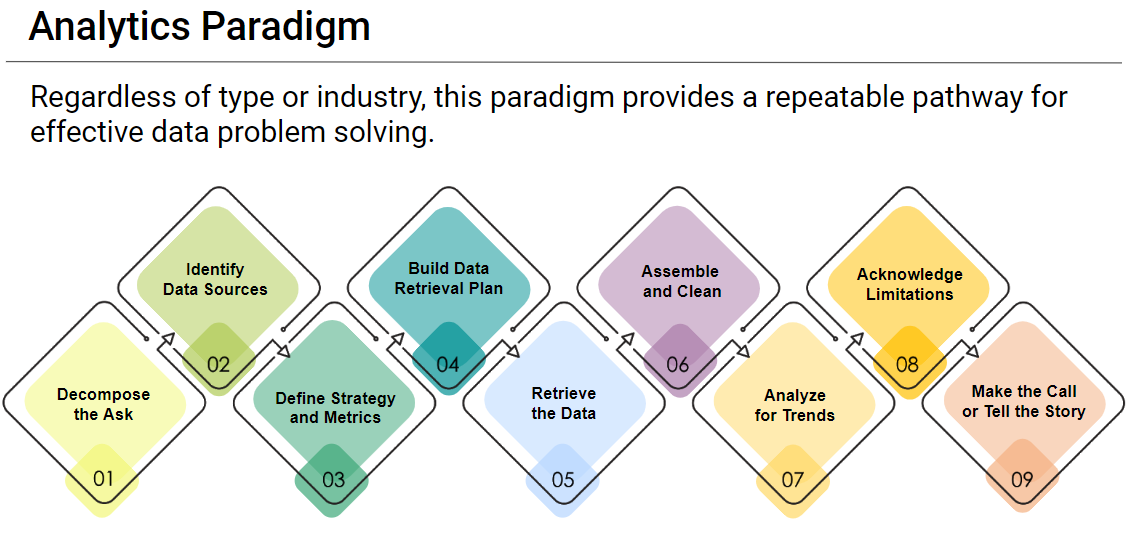 Analytics Paradigm
Regardless of type or industry, this paradigm provides a repeatable pathway for
effective data problem solving.
Decompose
the Ask
01
Identify
Data Sources
02
Define Strategy
and Metrics
03
Build Data
Retrieval Plan
04
Retrieve
the Data
05
Assemble
and Clean
06
Analyze
for Trends
07
Acknowledge
Limitations
08
Make the Call
or Tell the Story
09